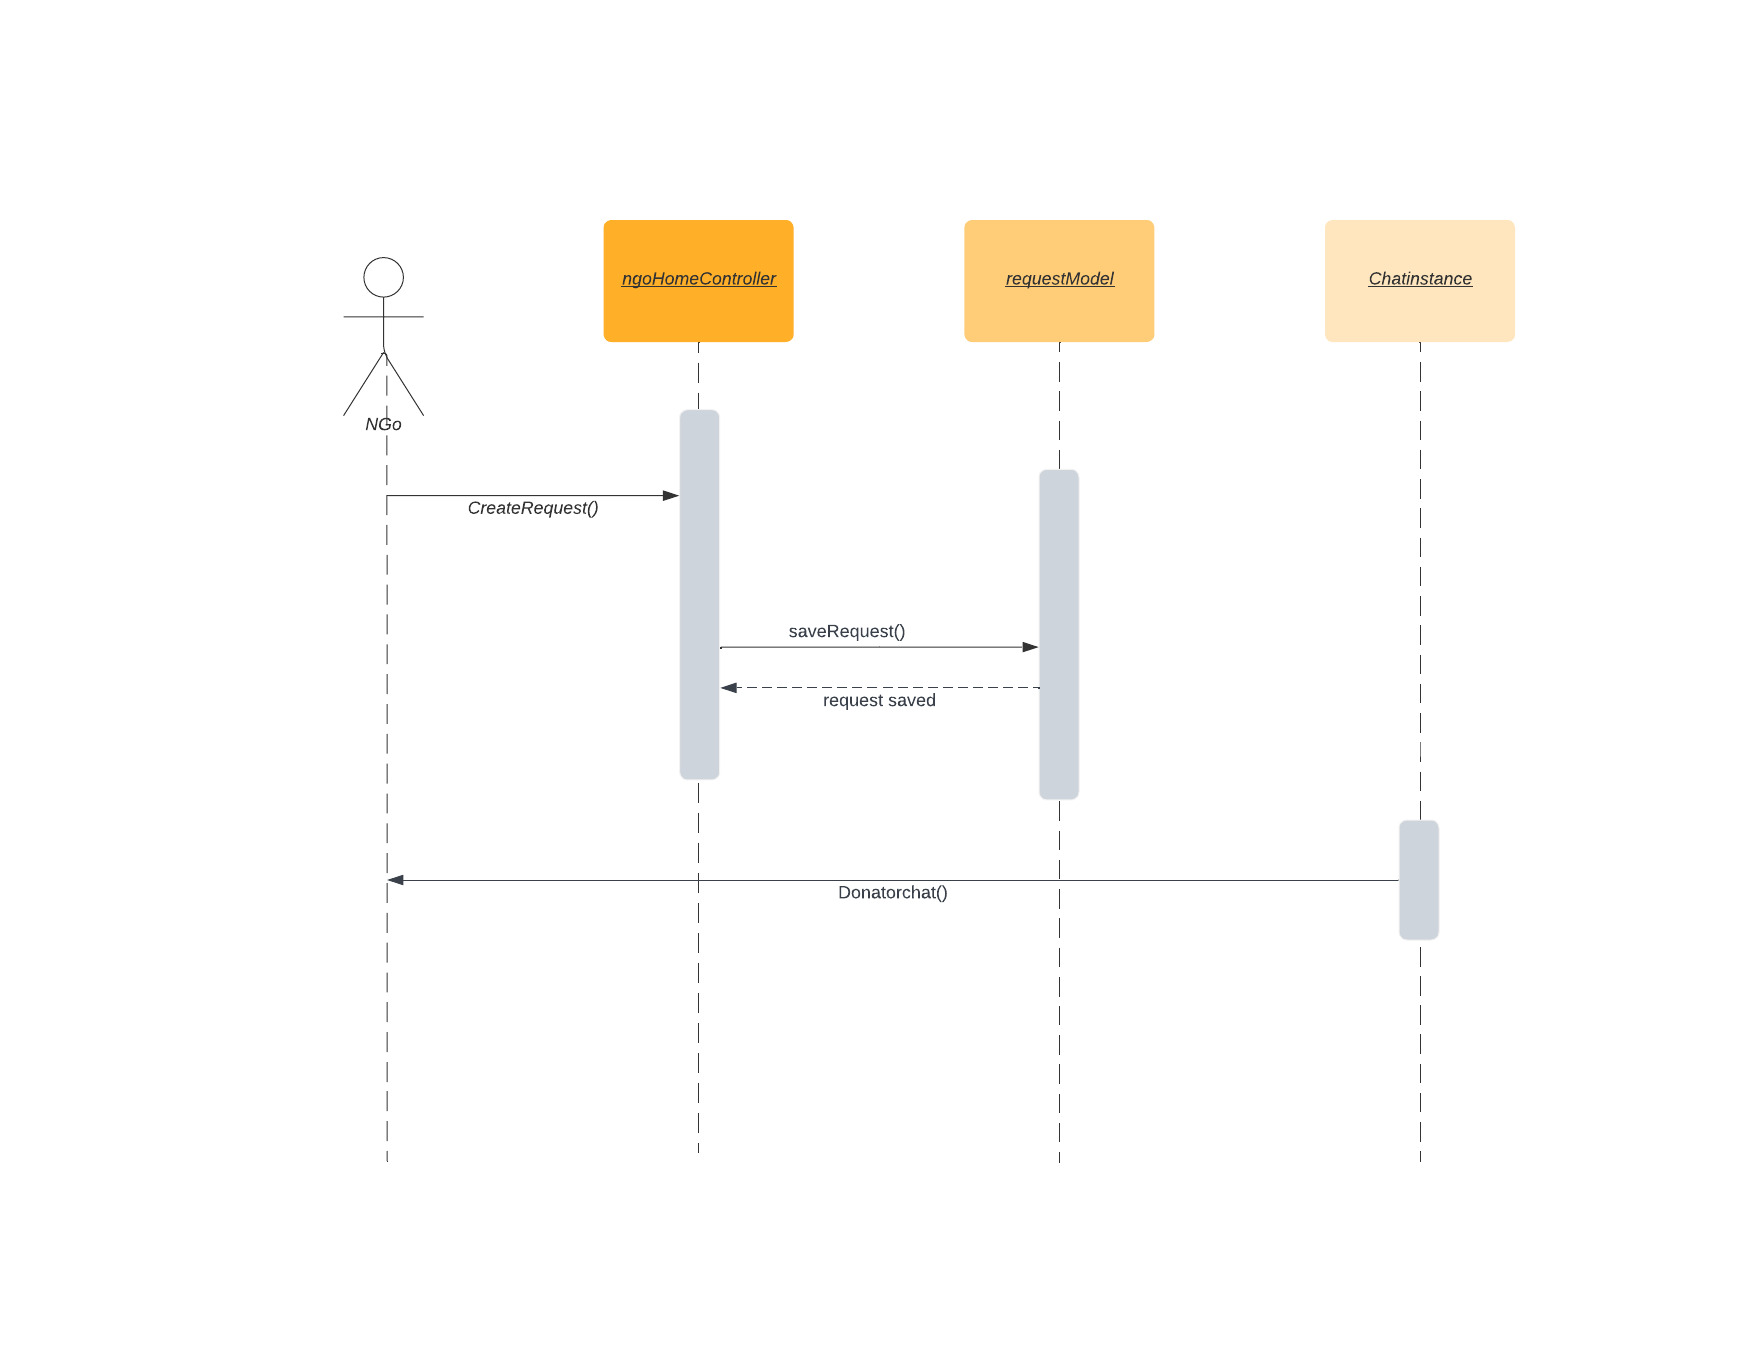 ngoHomeController
requestModel
Chatinstance
NGo
CreateRequest()
saveRequest()
request saved
Donatorchat()